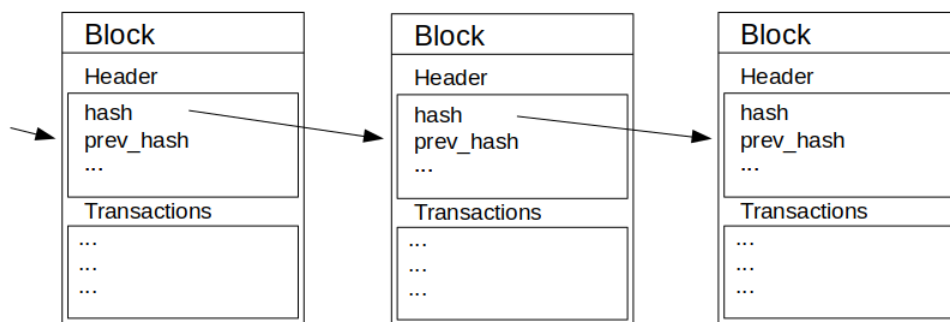 Block
Header
hash
prev_hash
...
Transactions
...
...
...
Block
Header
hash
prev_hash
...
Transactions
...
...
...
Block
Header
hash
prev_hash
...
Transactions
...
...
...